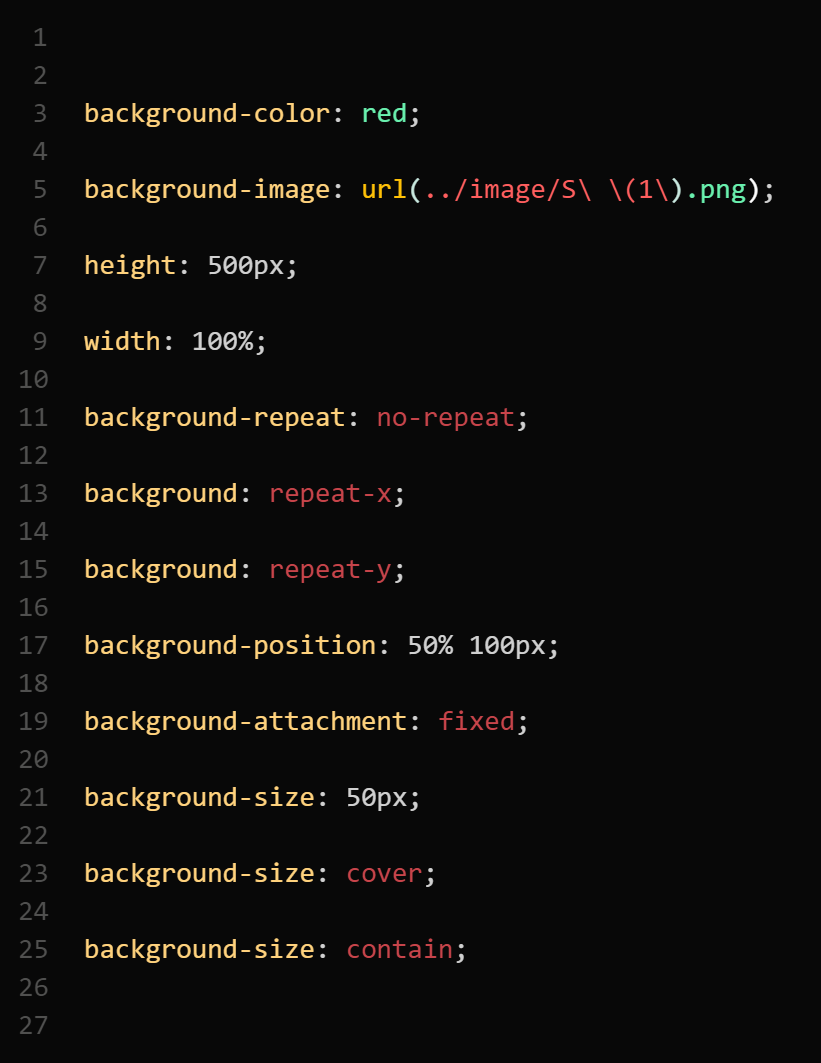 1
2
3 background-color: red;
4
5 background-image: url(../image/S\ \(1\).png);
6
7 height: 500px;
8
9 width: 100%;
10
11 background-repeat: no-repeat;
12
13 background: repeat-x;
14
15 background: repeat-y;
16
17 background-position: 50% 100px;
18
19 background-attachment: fixed;
20
21 background-size: 50px;
22
23 background-size: cover;
24
25 background-size: contain;
26
27